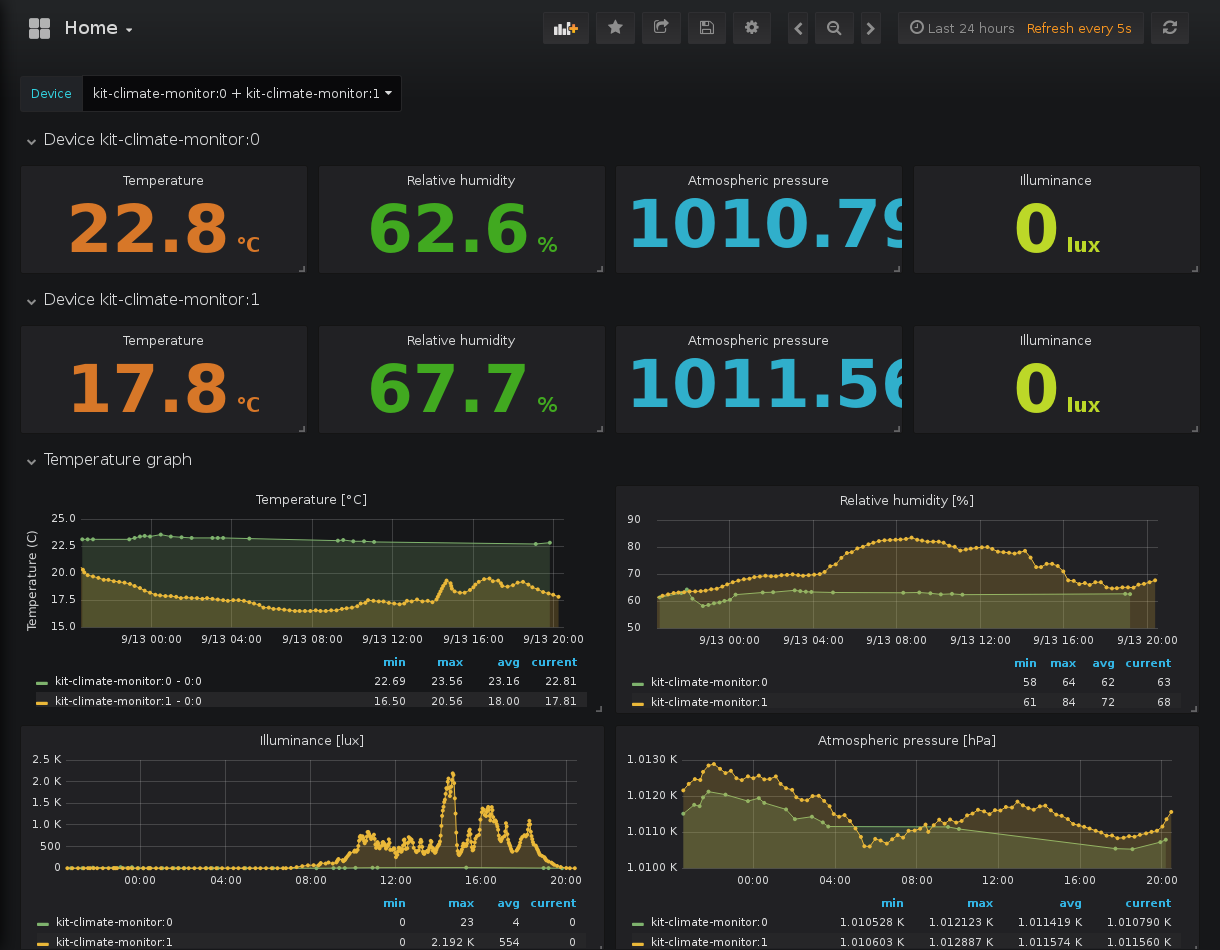 Home
Last 24 hours Refresh every 5s
Device kit-climate-monitor:0 + kit-climate-monitor:1
Device kit-climate-monitor:0
Temperature Relative humidity Atmospheric pressure Illuminance
22.8 °C 62.6 % 1010.79 0 lux
Device kit-climate-monitor:1
Temperature Relative humidity Atmospheric pressure Illuminance
17.8 °C 67.7 % 1011.56 0 lux
Temperature graph
Temperature [°C]
Temperature (C)
25.0
22.5
20.0
17.5
15.0
9/13 00:00 9/13 04:00 9/13 08:00 9/13 12:00 9/13 16:00 9/13 20:00
min max avg current
kit-climate-monitor:0 - 0:0 22.69 23.56 23.16 22.81
kit-climate-monitor:1 - 0:0 16.50 20.56 18.00 17.81
Relative humidity [%]
90
80
70
60
50
9/13 00:00 9/13 04:00 9/13 08:00 9/13 12:00 9/13 16:00 9/13 20:00
min max avg current
kit-climate-monitor:0 58 64 62 63
kit-climate-monitor:1 61 84 72 68
Illuminance [lux]
2.5 K
2.0 K
1.5 K
1.0 K
500
0
00:00 04:00 08:00 12:00 16:00 20:00
min max avg current
kit-climate-monitor:0 0 23 4 0
kit-climate-monitor:1 0 2.192 K 554 0
Atmospheric pressure [hPa]
1.0130 K
1.0120 K
1.0110 K
1.0100 K
00:00 04:00 08:00 12:00 16:00 20:00
min max avg current
kit-climate-monitor:0 1.010528 K 1.012123 K 1.011419 K 1.010790 K
kit-climate-monitor:1 1.010603 K 1.012887 K 1.011574 K 1.011560 K